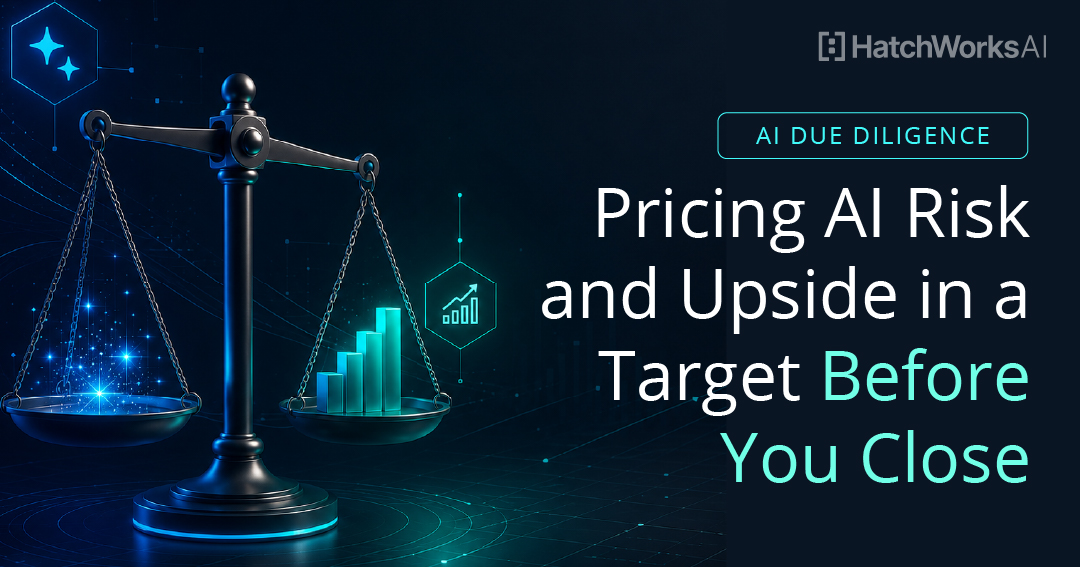 HatchWorksAI
AI DUE DILIGENCE
Pricing AI Risk
and Upside in a
Target Before
You Close